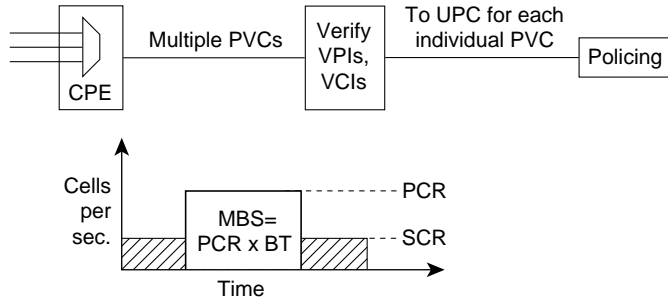 CPE
Multiple PVCs
Verify
VPIs,
VCIs
To UPC for each
individual PVC
Policing
Cells
per
sec.
MBS=
PCR x BT
PCR
SCR
Time